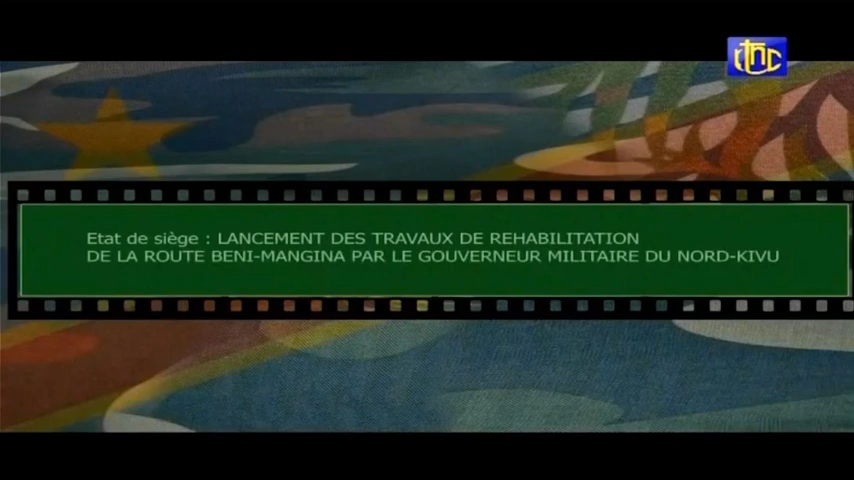 rtnc
Etat de siège : LANCEMENT DES TRAVAUX DE REHABILITATION
DE LA ROUTE BENI-MANGINA PAR LE GOUVERNEUR MILITAIRE DU NORD-KIVU